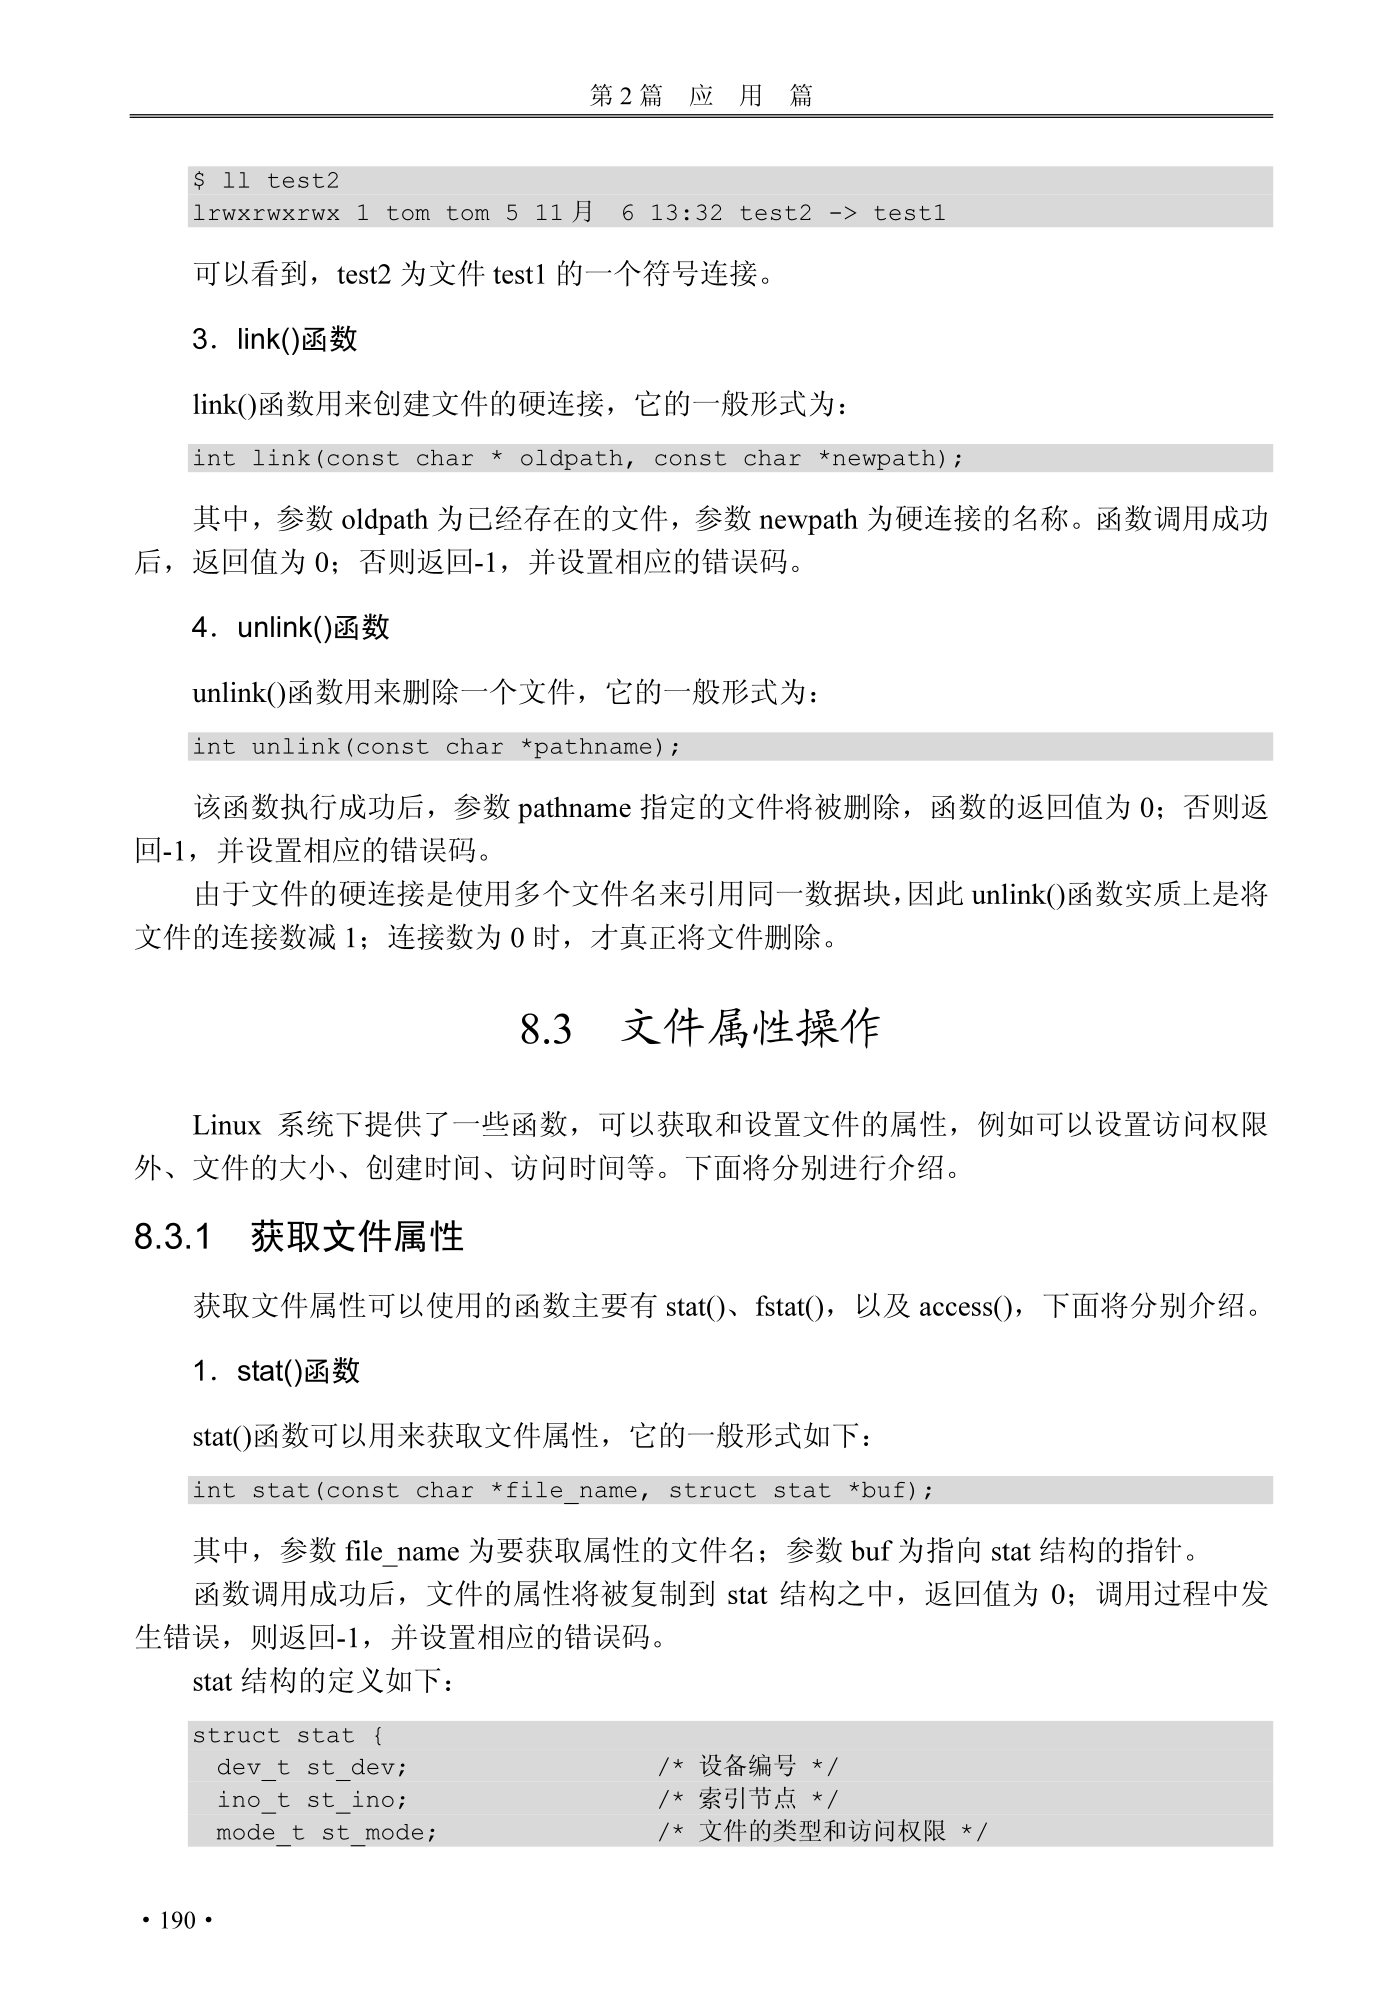 第 2 篇　应　用　篇
$ ll test2
lrwxrwxrwx 1 tom tom 5 11月  6 13:32 test2 -> test1
可以看到，test2 为文件 test1 的一个符号连接。
3．link()函数
link()函数用来创建文件的硬连接，它的一般形式为：
int link(const char * oldpath, const char *newpath);
其中，参数 oldpath 为已经存在的文件，参数 newpath 为硬连接的名称。函数调用成功
后，返回值为 0；否则返回-1，并设置相应的错误码。
4．unlink()函数
unlink()函数用来删除一个文件，它的一般形式为：
int unlink(const char *pathname);
该函数执行成功后，参数 pathname 指定的文件将被删除，函数的返回值为 0；否则返
回-1，并设置相应的错误码。
由于文件的硬连接是使用多个文件名来引用同一数据块，因此 unlink()函数实质上是将
文件的连接数减 1；连接数为 0 时，才真正将文件删除。
8.3　文件属性操作
Linux 系统下提供了一些函数，可以获取和设置文件的属性，例如可以设置访问权限
外、文件的大小、创建时间、访问时间等。下面将分别进行介绍。
8.3.1　获取文件属性
获取文件属性可以使用的函数主要有 stat()、fstat()，以及 access()，下面将分别介绍。
1．stat()函数
stat()函数可以用来获取文件属性，它的一般形式如下：
int stat(const char *file_name, struct stat *buf);
其中，参数 file_name 为要获取属性的文件名；参数 buf 为指向 stat 结构的指针。
函数调用成功后，文件的属性将被复制到 stat 结构之中，返回值为 0；调用过程中发
生错误，则返回-1，并设置相应的错误码。
stat 结构的定义如下：
struct stat {
dev_t st_dev; /* 设备编号 */
ino_t st_ino; /* 索引节点 */
mode_t st_mode; /* 文件的类型和访问权限 */
·190·